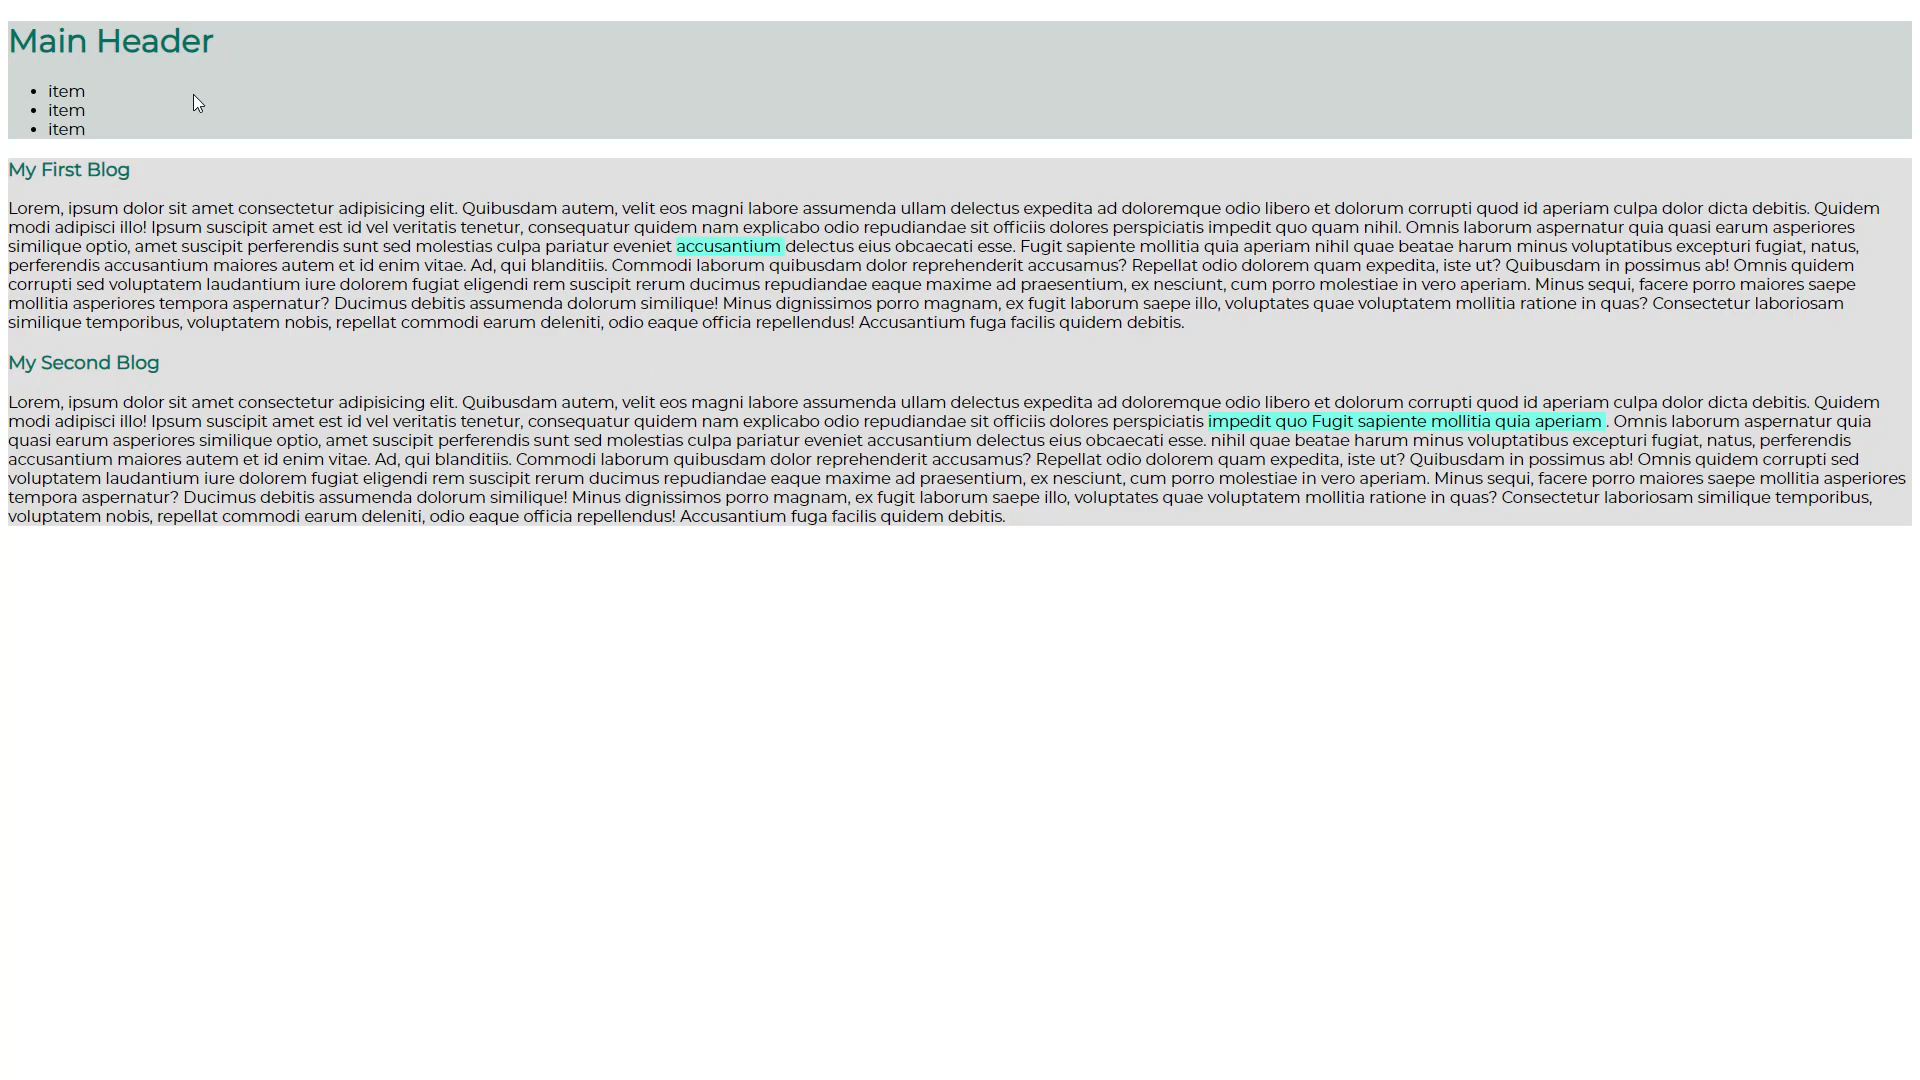 Main Header
item
item
item
My First Blog
Lorem, ipsum dolor sit amet consectetur adipisicing elit. Quibusdam autem, velit eos magni labore assumenda ullam delectus expedita ad doloremque odio libero et dolorum corrupti quod id aperiam culpa dolor dicta debitis. Quidem
modi adipisci illo! Ipsum suscipit amet est id vel veritatis tenetur, consequatur quidem nam explicabo odio repudiandae sit officiis dolores perspiciatis impedit quo quam nihil. Omnis laborum aspernatur quia quasi earum asperiores
similique optio, amet suscipit perferendis sunt sed molestias culpa pariatur eveniet accusantium delectus eius obcaecati esse. Fugit sapiente mollitia quia aperiam nihil quae beatae harum minus voluptatibus excepturi fugiat, natus,
perferendis accusantium maiores autem et id enim vitae. Ad, qui blanditiis. Commodi laborum quibusdam dolor reprehenderit accusamus? Repellat odio dolorem quam expedita, iste ut? Quibusdam in possimus ab! Omnis quidem
corrupti sed voluptatem laudantium iure dolorem fugiat eligendi rem suscipit rerum ducimus repudiandae eaque maxime ad praesentium, ex nesciunt, cum porro molestiae in vero aperiam. Minus sequi, facere porro maiores saepe
mollitia asperiores tempora aspernatur? Ducimus debitis assumenda dolorum similique! Minus dignissimos porro magnam, ex fugit laborum saepe illo, voluptates quae voluptatem mollitia ratione in quas? Consectetur laboriosam
similique temporibus, voluptatem nobis, repellat commodi earum deleniti, odio eaque officia repellendus! Accusantium fuga facilis quidem debitis.
My Second Blog
Lorem, ipsum dolor sit amet consectetur adipisicing elit. Quibusdam autem, velit eos magni labore assumenda ullam delectus expedita ad doloremque odio libero et dolorum corrupti quod id aperiam culpa dolor dicta debitis. Quidem
modi adipisci illo! Ipsum suscipit amet est id vel veritatis tenetur, consequatur quidem nam explicabo odio repudiandae sit officiis dolores perspiciatis impedit quo Fugit sapiente mollitia quia aperiam . Omnis laborum aspernatur quia
quasi earum asperiores similique optio, amet suscipit perferendis sunt sed molestias culpa pariatur eveniet accusantium delectus eius obcaecati esse. nihil quae beatae harum minus voluptatibus excepturi fugiat, natus, perferendis
accusantium maiores autem et id enim vitae. Ad, qui blanditiis. Commodi laborum quibusdam dolor reprehenderit accusamus? Repellat odio dolorem quam expedita, iste ut? Quibusdam in possimus ab! Omnis quidem corrupti sed
voluptatem laudantium iure dolorem fugiat eligendi rem suscipit rerum ducimus repudiandae eaque maxime ad praesentium, ex nesciunt, cum porro molestiae in vero aperiam. Minus sequi, facere porro maiores saepe mollitia asperiores
tempora aspernatur? Ducimus debitis assumenda dolorum similique! Minus dignissimos porro magnam, ex fugit laborum saepe illo, voluptates quae voluptatem mollitia ratione in quas? Consectetur laboriosam similique temporibus,
voluptatem nobis, repellat commodi earum deleniti, odio eaque officia repellendus! Accusantium fuga facilis quidem debitis.